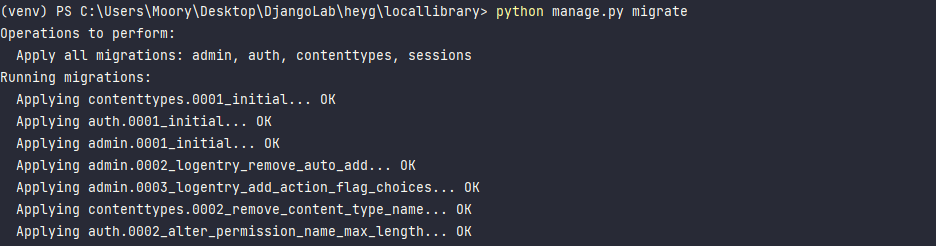 (venv) PS C:\Users\Moory\Desktop\DjangoLab\heyg\locallibrary> python manage.py migrate
Operations to perform:
  Apply all migrations: admin, auth, contenttypes, sessions
Running migrations:
  Applying contenttypes.0001_initial... OK
  Applying auth.0001_initial... OK
  Applying admin.0001_initial... OK
  Applying admin.0002_logentry_remove_auto_add... OK
  Applying admin.0003_logentry_add_action_flag_choices... OK
  Applying contenttypes.0002_remove_content_type_name... OK
  Applying auth.0002_alter_permission_name_max_length... OK